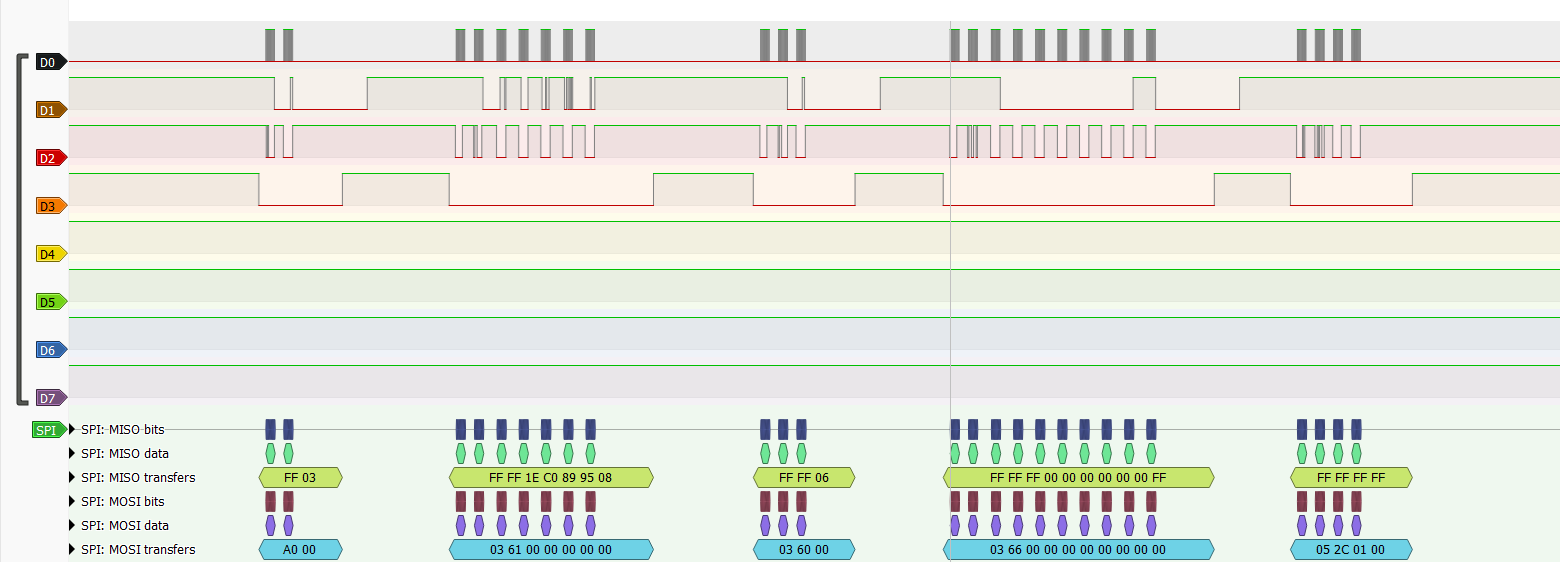 D0
D1
D2
D3
D4
D5
D6
D7
SPI SPI: MISO bits
SPI: MISO data
SPI: MISO transfers FF 03 FF FF 1E C0 89 95 08 FF FF 06 FF FF FF 00 00 00 00 00 00 FF FF FF FF FF
SPI: MOSI bits
SPI: MOSI data
SPI: MOSI transfers A0 00 03 61 00 00 00 00 00 03 60 00 03 66 00 00 00 00 00 00 00 00 05 2C 01 00